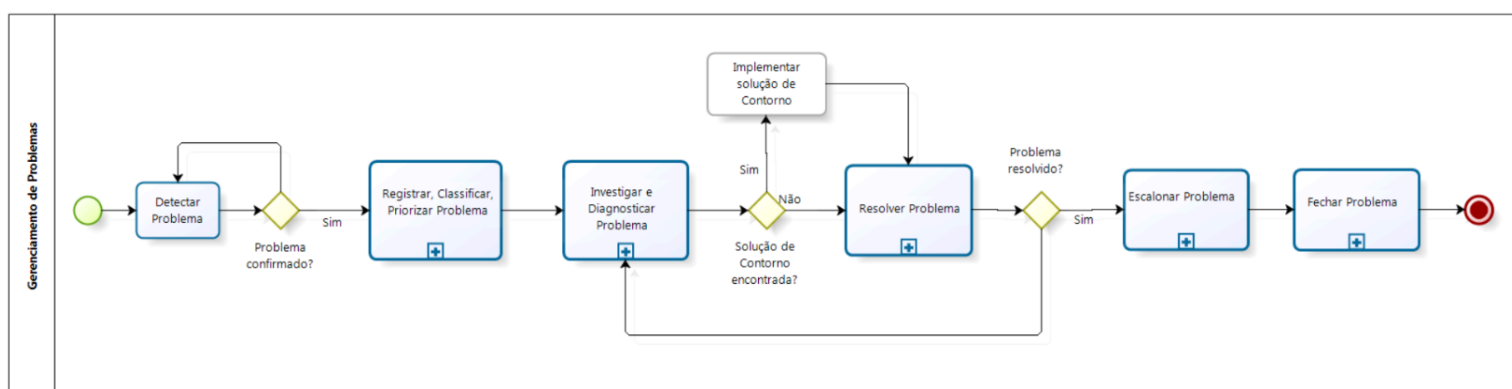 Gerenciamento de Problemas
Detectar
Problema
Problema
confirmado?
Sim
Registrar, Classificar,
Priorizar Problema
Investigar e
Diagnosticar
Problema
Implementar
solução de
Contorno
Sim
Não
Solução de
Contorno
encontrada?
Resolver Problema
Problema
resolvido?
Sim
Escalonar Problema
Fechar Problema